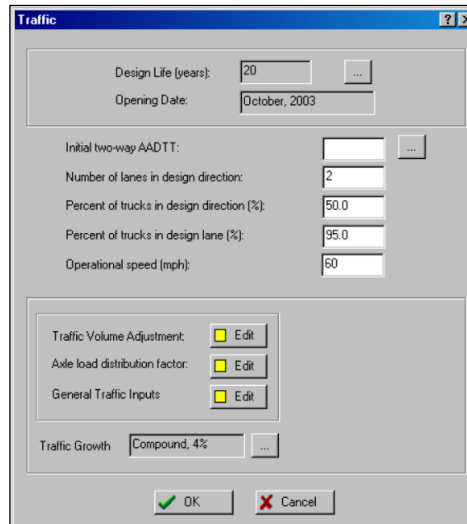 Traffic
Design Life (years): 20 ...
Opening Date: October, 2003
Initial two-way AADTT: ...
Number of lanes in design direction: 2
Percent of trucks in design direction (%): 50.0
Percent of trucks in design lane (%): 95.0
Operational speed (mph): 60
Traffic Volume Adjustment: Edit
Axle load distribution factor: Edit
General Traffic Inputs Edit
Traffic Growth Compound, 4% ...
OK Cancel